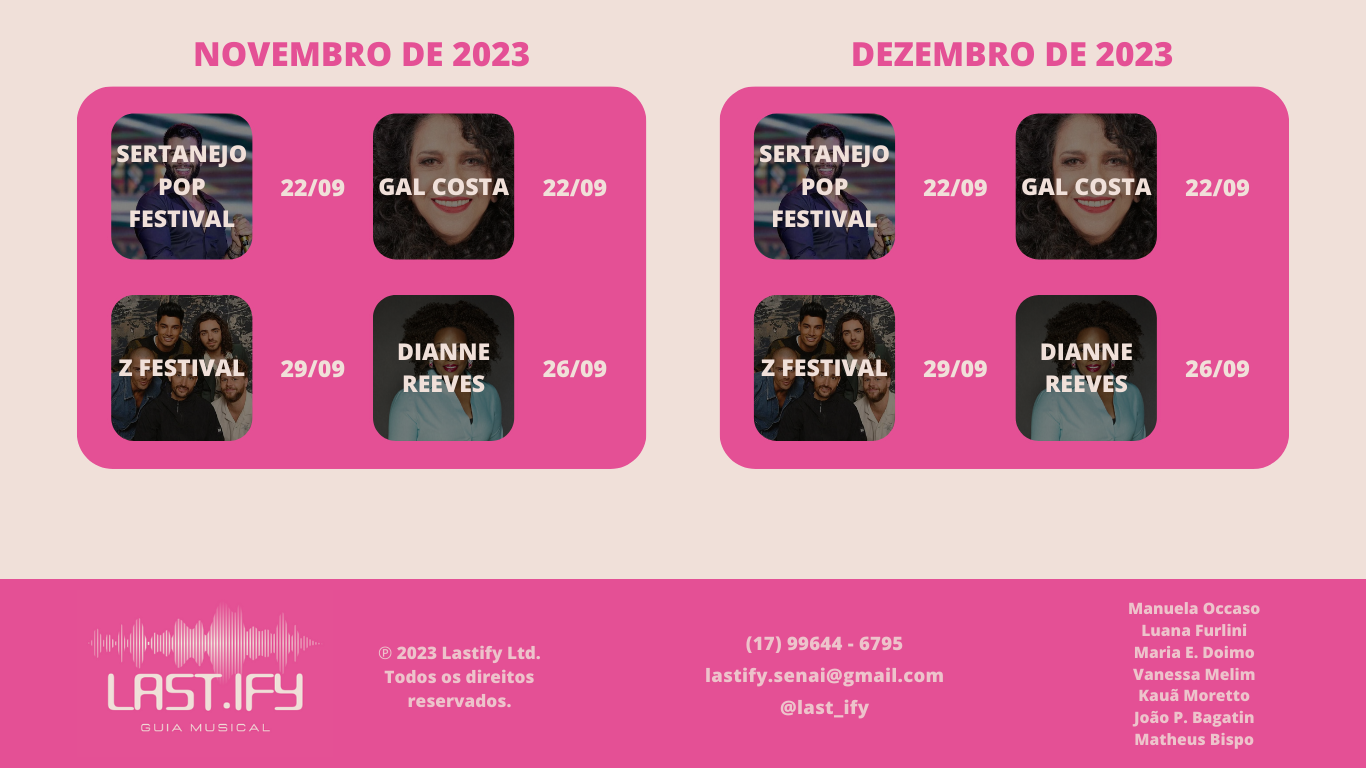 NOVEMBRO DE 2023
SERTANEJO
POP
FESTIVAL
22/09
GAL COSTA
22/09
Z FESTIVAL
29/09
DIANNE
REEVES
26/09
DEZEMBRO DE 2023
SERTANEJO
POP
FESTIVAL
22/09
GAL COSTA
22/09
Z FESTIVAL
29/09
DIANNE
REEVES
26/09
LAST.IFY
GUIA MUSICAL
℗ 2023 Lastify Ltd.
Todos os direitos
reservados.
(17) 99644 - 6795
lastify.senai@gmail.com
@last_ify
Manuela Occaso
Luana Furlini
Maria E. Doimo
Vanessa Melim
Kauã Moretto
João P. Bagatin
Matheus Bispo